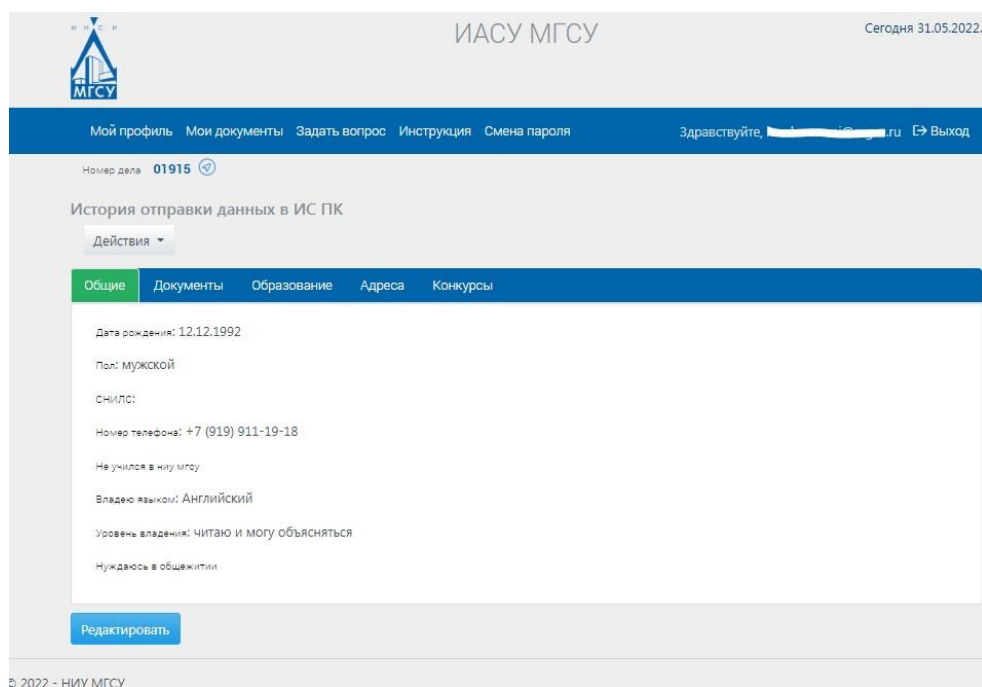 М И С И
МГСУ
ИАСУ МГСУ
Сегодня 31.05.2022.
Мой профиль Мои документы Задать вопрос Инструкция Смена пароля Здравствуйте, .ru Выход
Номер дела 01915
История отправки данных в ИС ПК
Действия
Общие Документы Образование Адреса Конкурсы
Дата рождения: 12.12.1992
Пол: мужской
СНИЛС:
Номер телефона: +7 (919) 911-19-18
Не учился в ниу мгсу
Владею языком: Английский
Уровень владения: читаю и могу объясняться
Нуждаюсь в общежитии
Редактировать
© 2022 - НИУ МГСУ